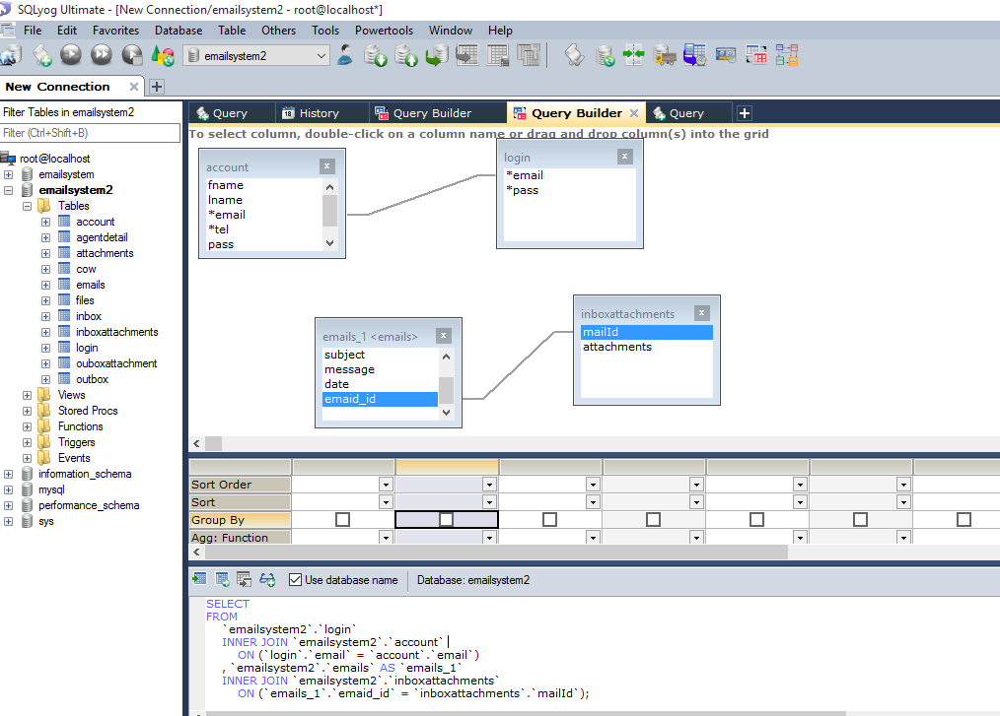 SQLyog Ultimate - [New Connection/emailsystem2 - root@localhost*]
File Edit Favorites Database Table Others Tools Powertools Window Help
emailsystem2
New Connection
Filter Tables in emailsystem2
Filter (Ctrl+Shift+B)
root@localhost
emailsystem
emailsystem2
Tables
account
agentdetail
attachments
cow
emails
files
inbox
inboxattachments
login
ouboxattachment
outbox
Views
Stored Procs
Functions
Triggers
Events
information_schema
mysql
performance_schema
sys
Query History Query Builder Query Builder Query
To select column, double-click on a column name or drag and drop column(s) into the grid
account
fname
lname
*email
*tel
pass
login
*email
*pass
emails_1 <emails>
subject
message
date
emaid_id
inboxattachments
mailId
attachments
Sort Order
Sort
Group By
Agg: Function
Use database name Database: emailsystem2
SELECT
FROM
`emailsystem2`.`login`
INNER JOIN `emailsystem2`.`account`
ON (`login`.`email` = `account`.`email`)
, `emailsystem2`.`emails` AS `emails_1`
INNER JOIN `emailsystem2`.`inboxattachments`
ON (`emails_1`.`emaid_id` = `inboxattachments`.`mailId`);